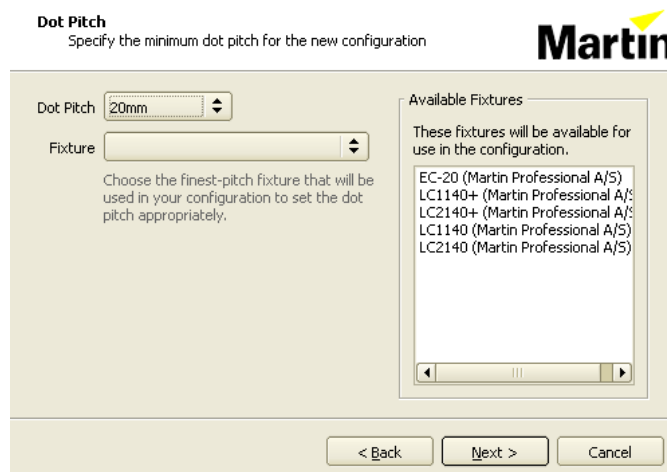 Dot Pitch
Specify the minimum dot pitch for the new configuration
Martin
Dot Pitch 20mm
Fixture
Choose the finest-pitch fixture that will be
used in your configuration to set the dot
pitch appropriately.
Available Fixtures
These fixtures will be available for
use in the configuration.
EC-20 (Martin Professional A/S)
LC1140+ (Martin Professional A/S
LC2140+ (Martin Professional A/S
LC1140 (Martin Professional A/S)
LC2140 (Martin Professional A/S)
< Back
Next >
Cancel